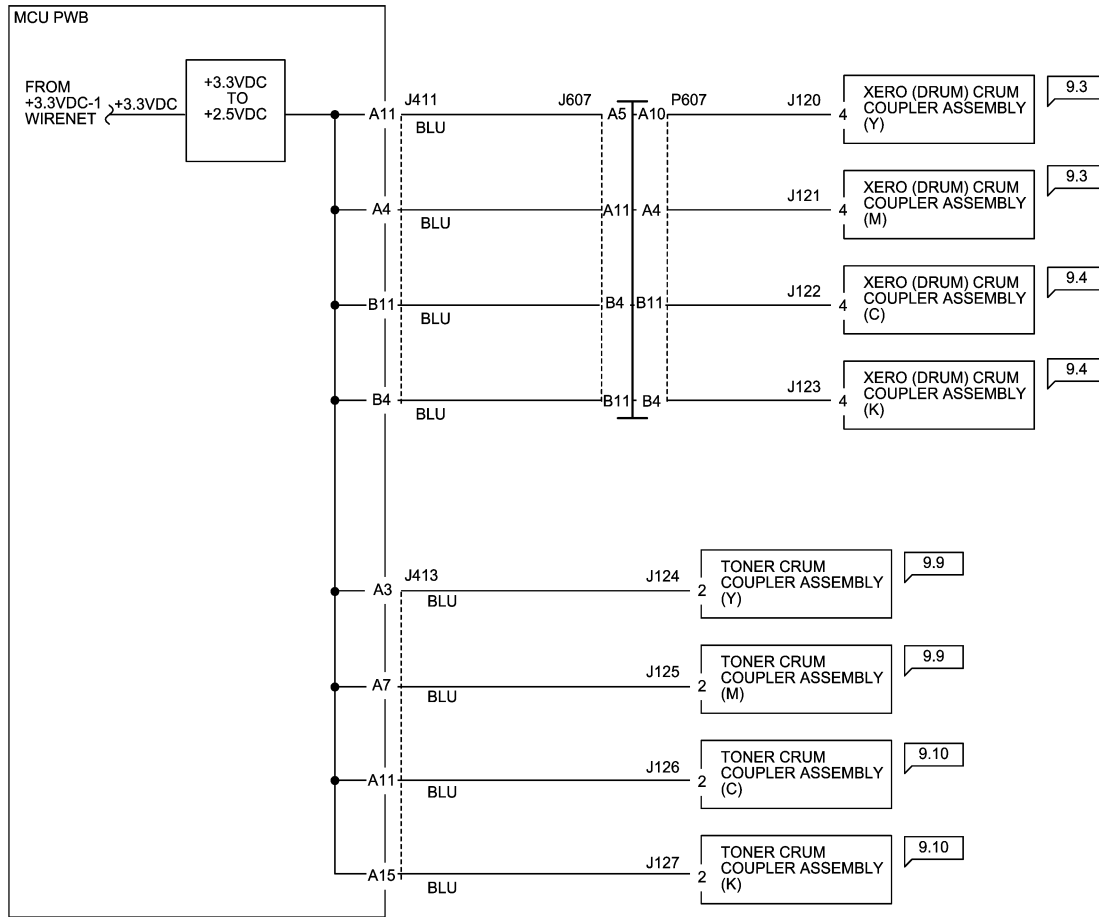 MCU PWB
FROM
+3.3VDC-1
WIRENET
+3.3VDC
+3.3VDC
TO
+2.5VDC
A11
J411
BLU
J607
A5
A10
P607
J120
4
XERO (DRUM) CRUM
COUPLER ASSEMBLY
(Y)
9.3
A4
BLU
A11
A4
J121
4
XERO (DRUM) CRUM
COUPLER ASSEMBLY
(M)
9.3
B11
BLU
B4
B11
J122
4
XERO (DRUM) CRUM
COUPLER ASSEMBLY
(C)
9.4
B4
BLU
B11
B4
J123
4
XERO (DRUM) CRUM
COUPLER ASSEMBLY
(K)
9.4
A3
J413
BLU
J124
2
TONER CRUM
COUPLER ASSEMBLY
(Y)
9.9
A7
BLU
J125
2
TONER CRUM
COUPLER ASSEMBLY
(M)
9.9
A11
BLU
J126
2
TONER CRUM
COUPLER ASSEMBLY
(C)
9.10
A15
BLU
J127
2
TONER CRUM
COUPLER ASSEMBLY
(K)
9.10